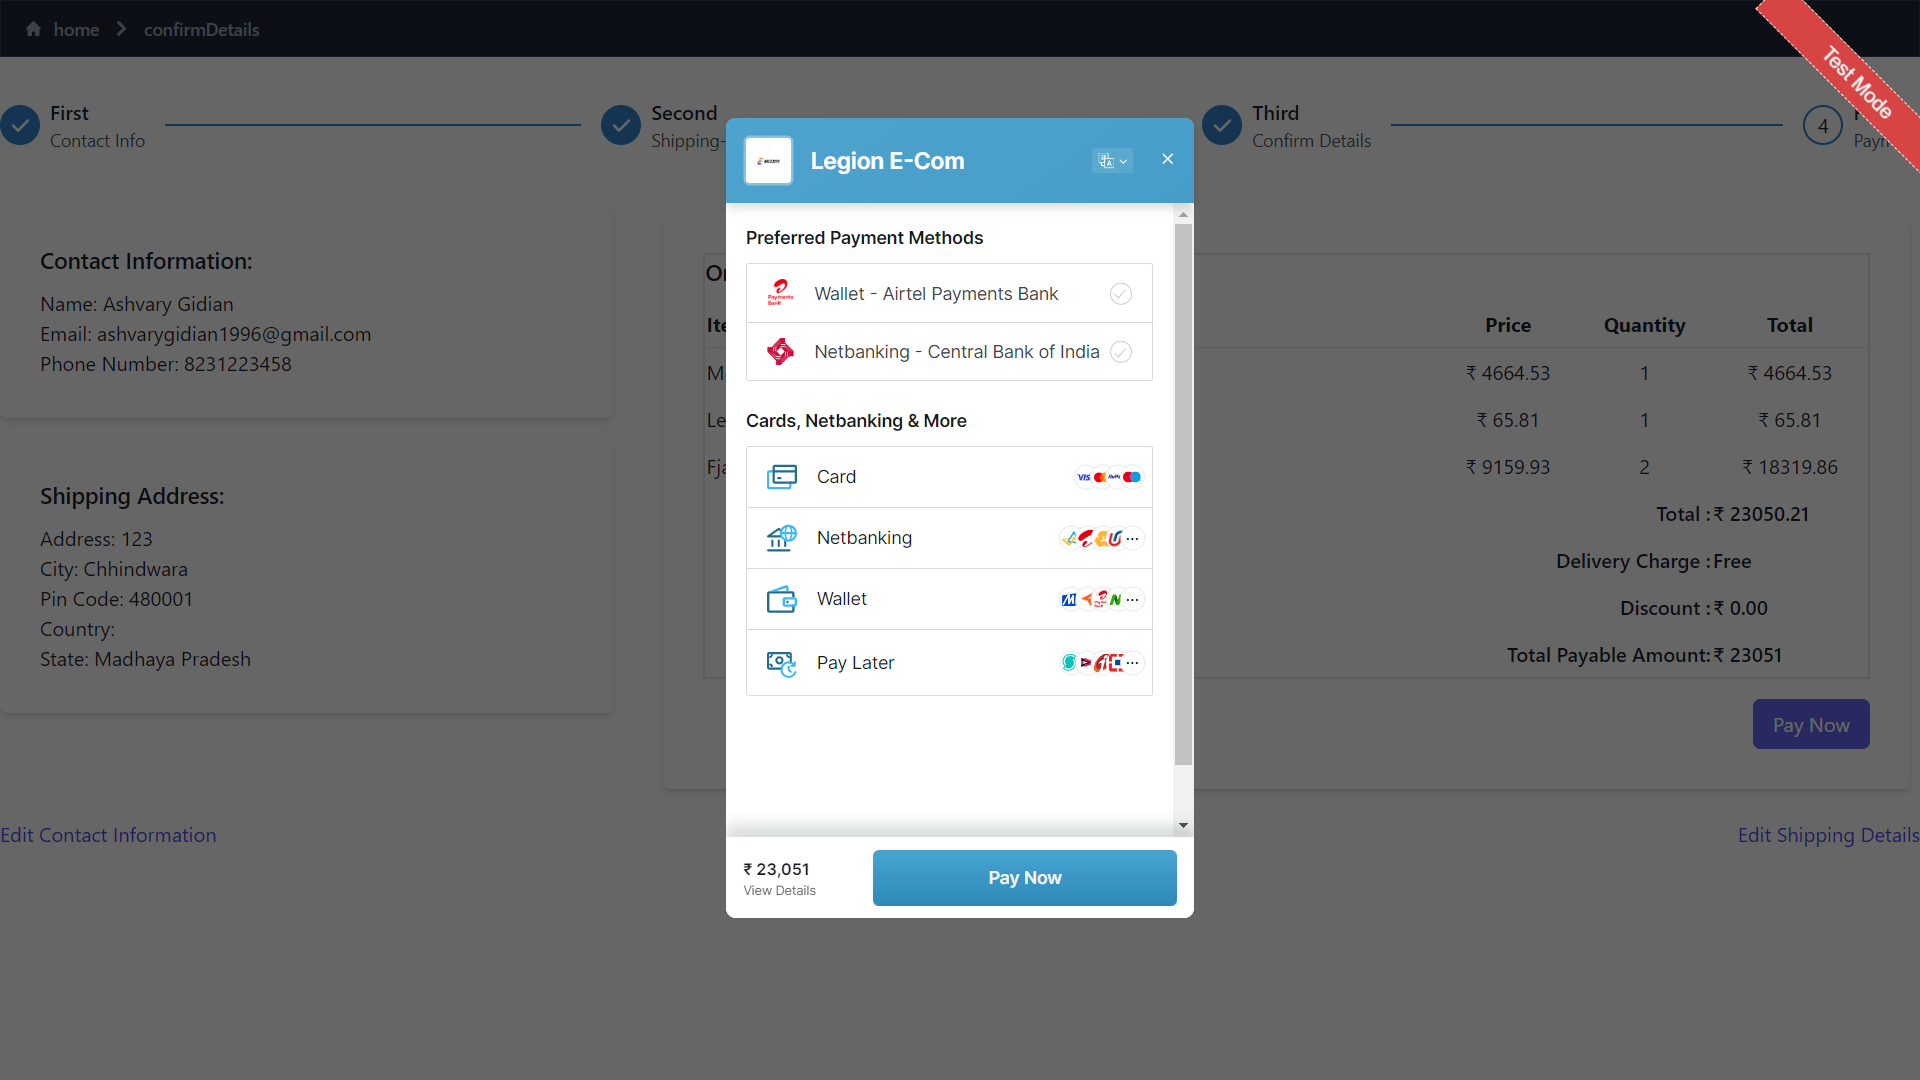 home
confirmDetails
Test Mode
First
Contact Info
Second
Shipping-
Third
Confirm Details
4
Legion E-Com
Contact Information:
Name: Ashvary Gidian
Email: ashvarygidian1996@gmail.com
Phone Number: 8231223458
Shipping Address:
Address: 123
City: Chhindwara
Pin Code: 480001
Country:
State: Madhaya Pradesh
Preferred Payment Methods
Wallet - Airtel Payments Bank
Netbanking - Central Bank of India
Cards, Netbanking & More
Card
VISA
Netbanking
Wallet
Pay Later
₹ 23,051
View Details
Pay Now
Price Quantity Total
₹ 4664.53 1 ₹ 4664.53
₹ 65.81 1 ₹ 65.81
₹ 9159.93 2 ₹ 18319.86
Total : ₹ 23050.21
Delivery Charge : Free
Discount : ₹ 0.00
Total Payable Amount: ₹ 23051
Pay Now
Edit Contact Information
Edit Shipping Details